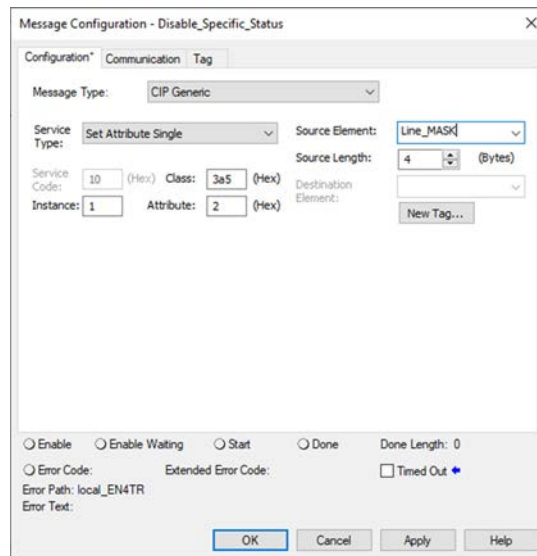 Message Configuration - Disable_Specific_Status
Configuration* Communication Tag
Message Type: CIP Generic
Service Type: Set Attribute Single
Source Element: Line_MASK
Source Length: 4 (Bytes)
Service Code: 10 (Hex) Class: 3a5 (Hex)
Destination Element:
Instance: 1 Attribute: 2 (Hex)
New Tag...
Enable Enable Waiting Start Done Done Length: 0
Error Code: Extended Error Code: Timed Out
Error Path: local_EN4TR
Error Text:
OK Cancel Apply Help